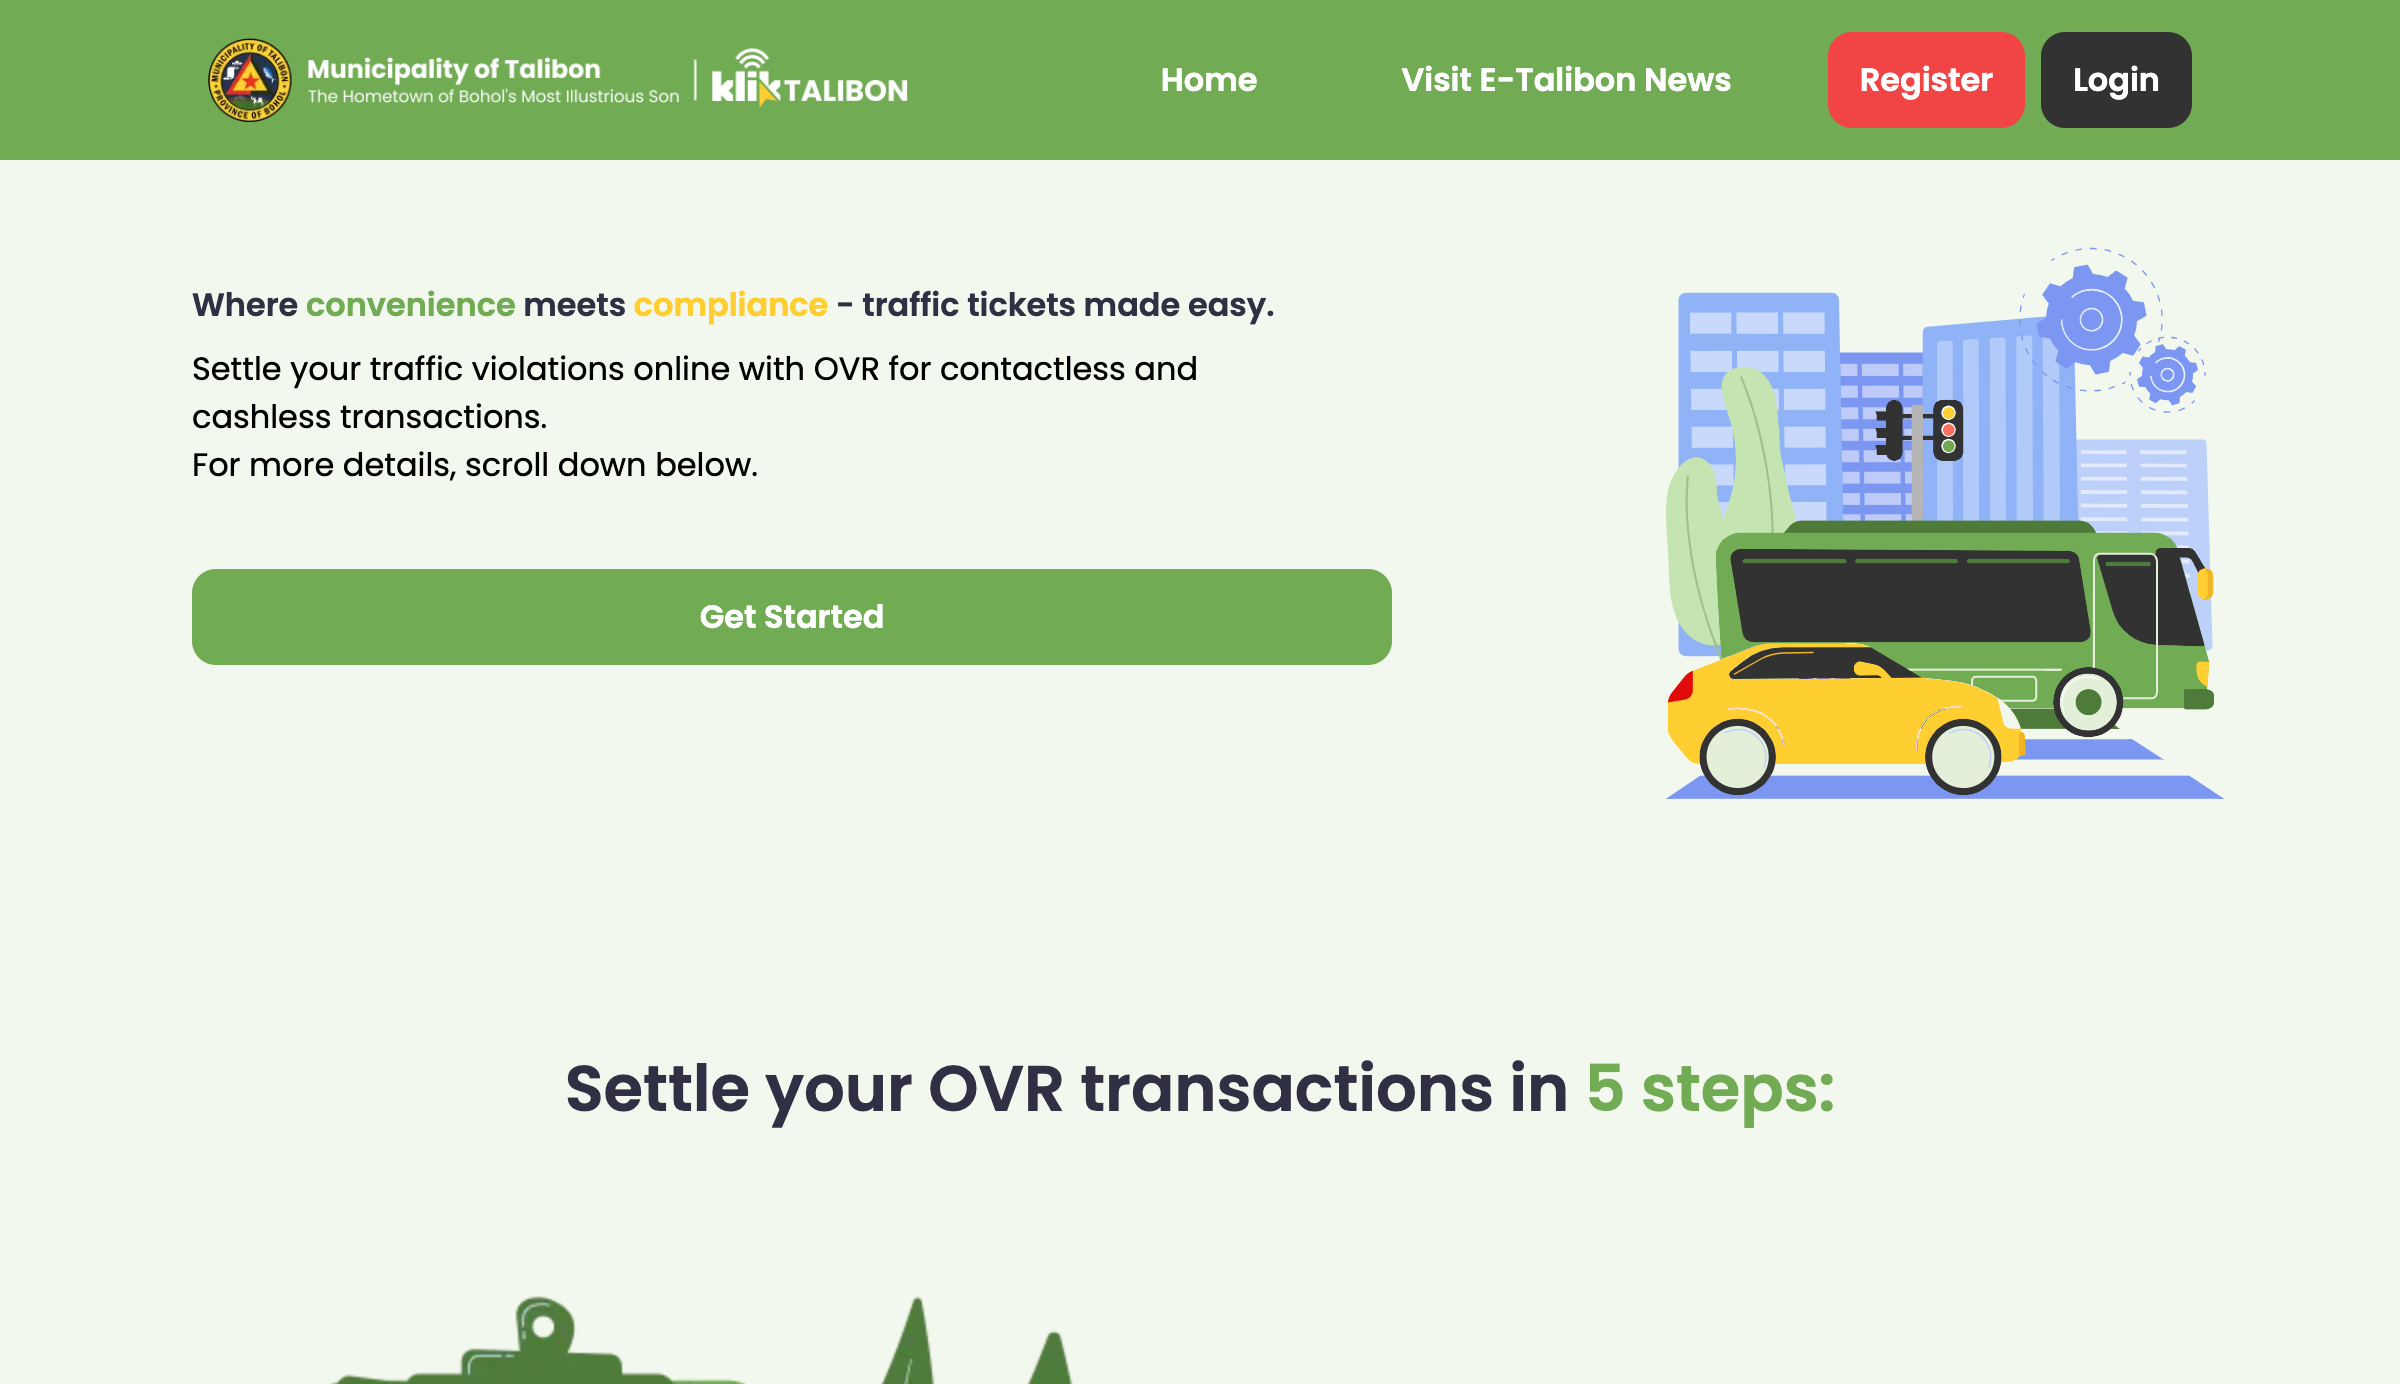 MUNICIPALITY OF TALIBON
PROVINCE OF BOHOL
Municipality of Talibon
The Hometown of Bohol's Most Illustrious Son
klik TALIBON
Home
Visit E-Talibon News
Register
Login
Where convenience meets compliance - traffic tickets made easy.
Settle your traffic violations online with OVR for contactless and
cashless transactions.
For more details, scroll down below.
Get Started
Settle your OVR transactions in 5 steps: